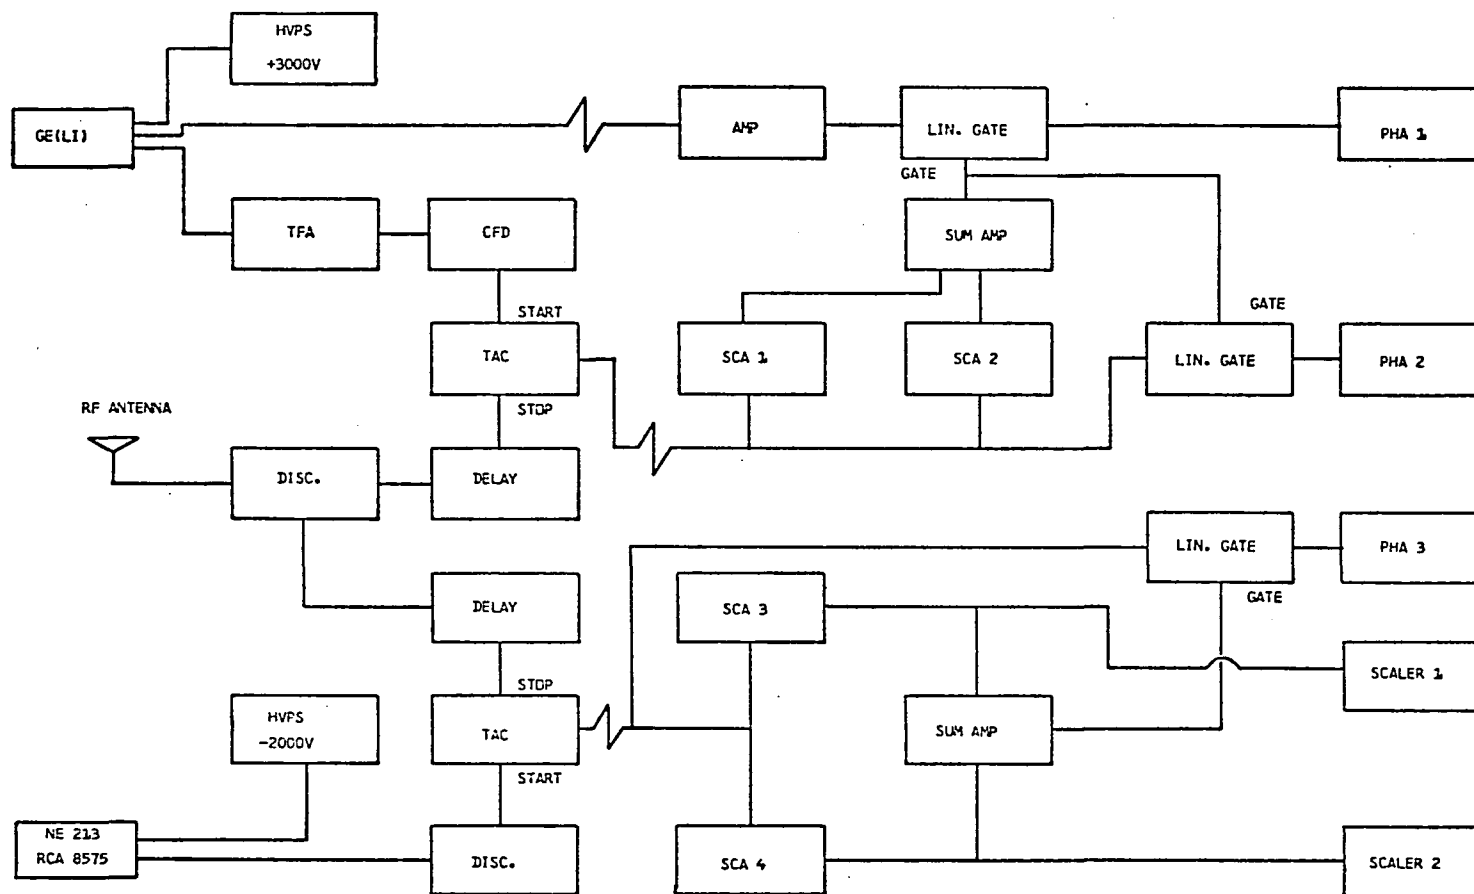 HVPS
+3000V
GE(LI)
AMP
LIN. GATE
PHA 1
GATE
TFA
CFD
SUM AMP
START
GATE
TAC
SCA 1
SCA 2
LIN. GATE
PHA 2
RF ANTENNA
STOP
DISC.
DELAY
LIN. GATE
PHA 3
DELAY
SCA 3
GATE
STOP
SCALER 1
HVPS
-2000V
TAC
SUM AMP
START
NE 213
RCA 8575
DISC.
SCA 4
SCALER 2